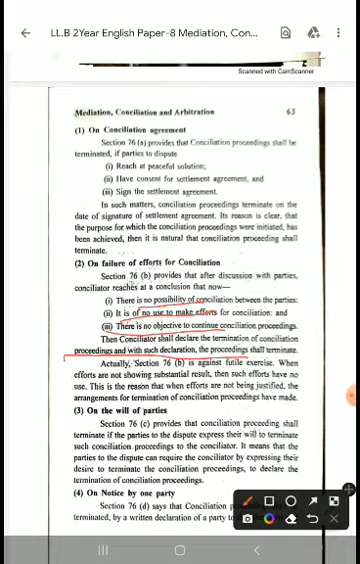 LL.B 2Year English Paper-8 Mediation, Con...
Scanned with CamScanner
Mediation, Conciliation and Arbitration 63
(1) On Conciliation agreement
Section 76 (a) provides that Conciliation proceedings shall be
terminated, if parties to dispute
(i) Reach at peaceful solution;
(ii) Have consent for settlement agreement, and
(iii) Sign the settlement agreement.
In such matters, conciliation proceedings terminate on the
date of signature of settlement agreement. Its reason is clear, that
the purpose for which the conciliation proceedings were initiated, has
been achieved, then it is natural that conciliation proceeding shall
terminate.
(2) On failure of efforts for Conciliation
Section 76 (b) provides that after discussion with parties,
conciliator reaches at a conclusion that now—
(i) There is no possibility of conciliation between the parties:
(ii) It is of no use to make efforts for conciliation: and
(iii) There is no objective to continue conciliation proceedings.
Then Conciliator shall declare the termination of conciliation
proceedings and with such declaration, the proceedings shall terminate.
Actually, Section 76 (b) is against futile exercise. When
efforts are not showing substantial result, then such efforts have no
use. This is the reason that when efforts are not being justified, the
arrangements for termination of conciliation proceedings have made.
(3) On the will of parties
Section 76 (c) provides that conciliation proceeding shall
terminate if the parties to the dispute express their will to terminate
such conciliation proceedings to the conciliator. It means that the
parties to the dispute can require the conciliator by expressing their
desire to terminate the conciliation proceedings, to declare the
termination of conciliation proceedings.
(4) On Notice by one party
Section 76 (d) says that Conciliation
terminated, by a written declaration of a party to